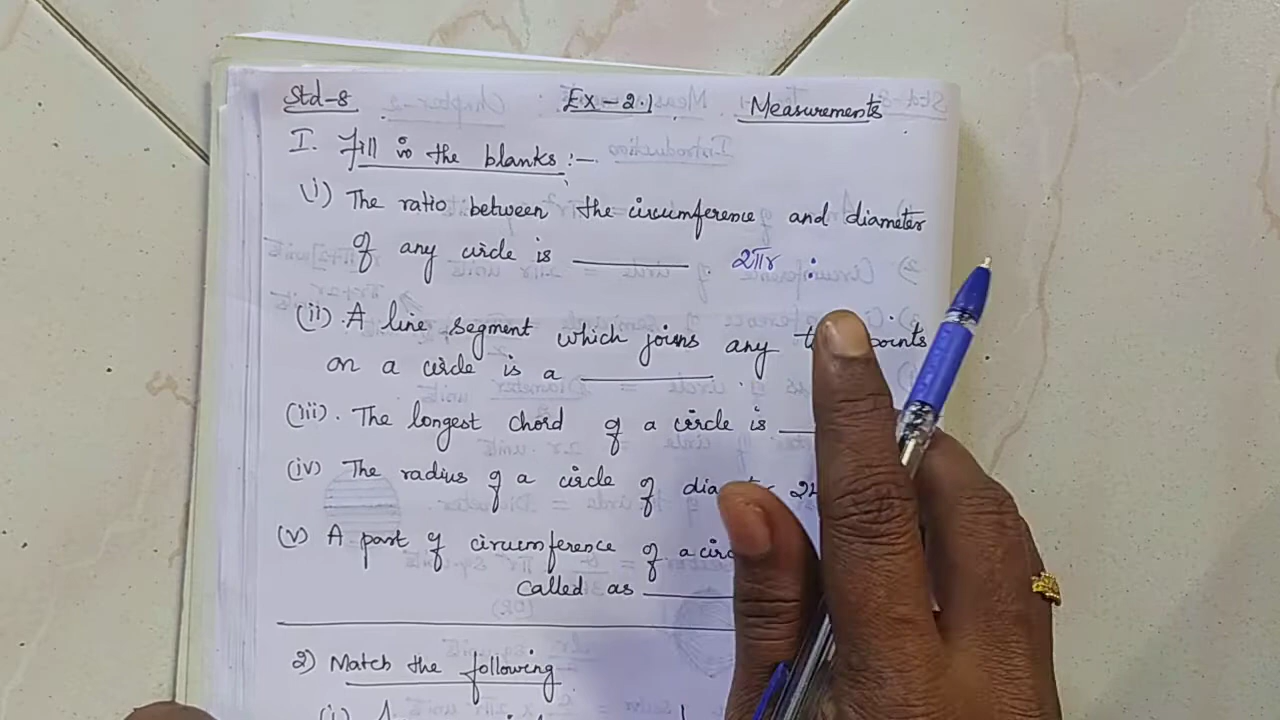 Std-8 Ex-2.1 Measurements
I. Fill in the blanks :-
(i) The ratio between the circumference and diameter
of any circle is ________. 2πr :
(ii). A line segment which joins any points
on a circle is a ________.
(iii). The longest chord of a circle is
(iv) The radius of a circle of
(v) A part of circumference of a
called as ________
2) Match the following
(i)